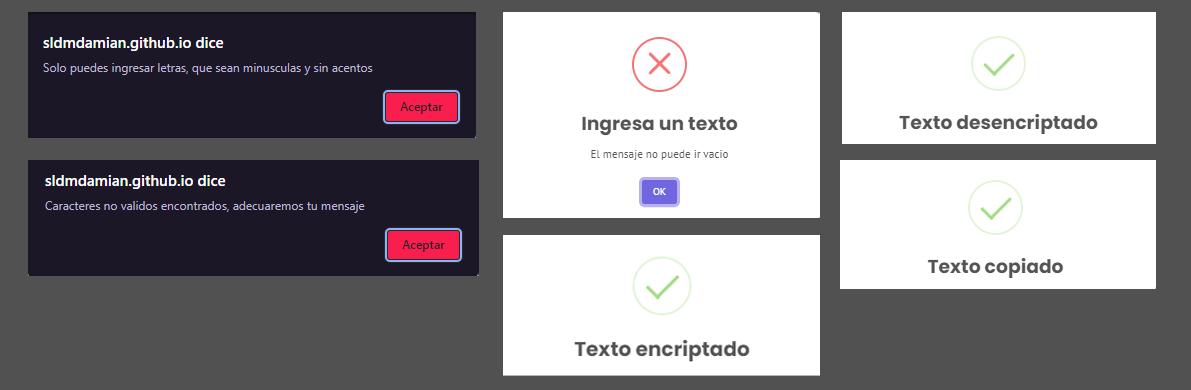 sldmdamian.github.io dice
Solo puedes ingresar letras, que sean minusculas y sin acentos
Aceptar
sldmdamian.github.io dice
Caracteres no validos encontrados, adecuaremos tu mensaje
Aceptar
Ingresa un texto
El mensaje no puede ir vacio
OK
Texto encriptado
Texto desencriptado
Texto copiado